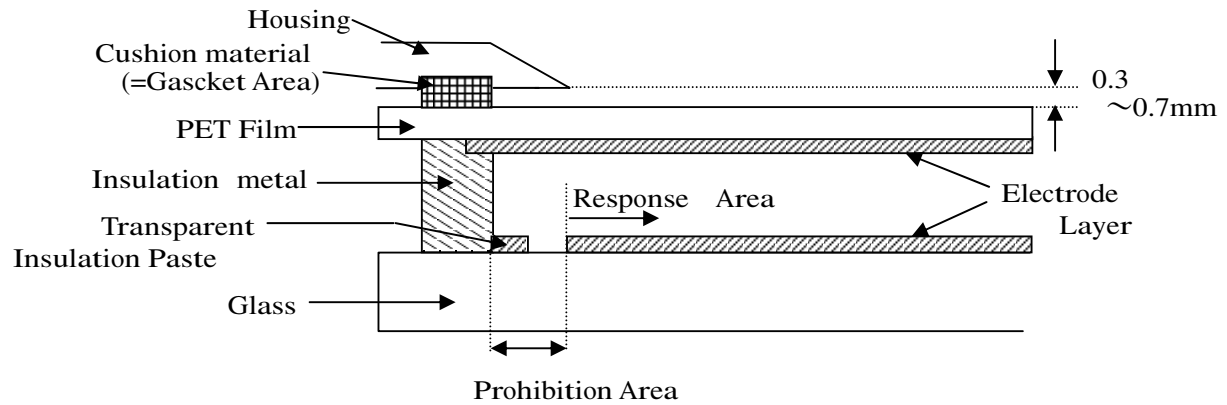 Housing
Cushion material
(=Gascket Area)
0.3
～0.7mm
PET Film
Insulation metal
Response Area
Electrode
Layer
Transparent
Insulation Paste
Glass
Prohibition Area